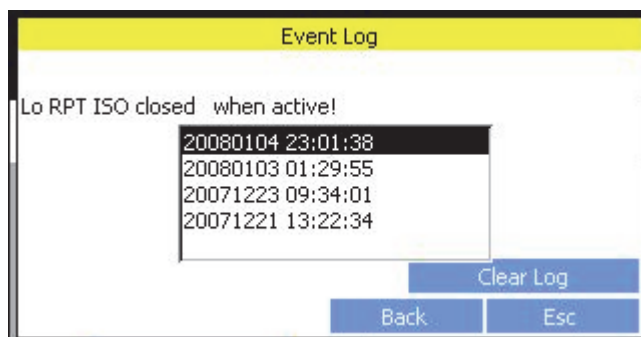 Event Log
Lo RPT ISO closed when active!
20080104 23:01:38
20080103 01:29:55
20071223 09:34:01
20071221 13:22:34
Clear Log
Back Esc